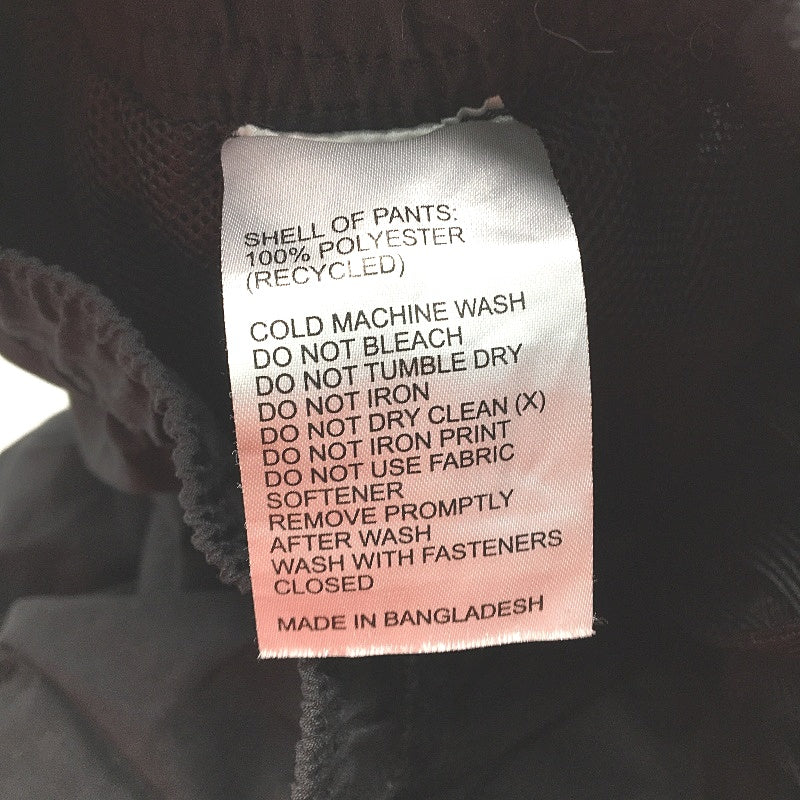 SHELL OF PANTS:
100% POLYESTER
(RECYCLED)
COLD MACHINE WASH
DO NOT BLEACH
DO NOT TUMBLE DRY
DO NOT IRON
DO NOT DRY CLEAN (X)
DO NOT IRON PRINT
DO NOT USE FABRIC
SOFTENER
REMOVE PROMPTLY
AFTER WASH
WASH WITH FASTENERS
CLOSED
MADE IN BANGLADESH